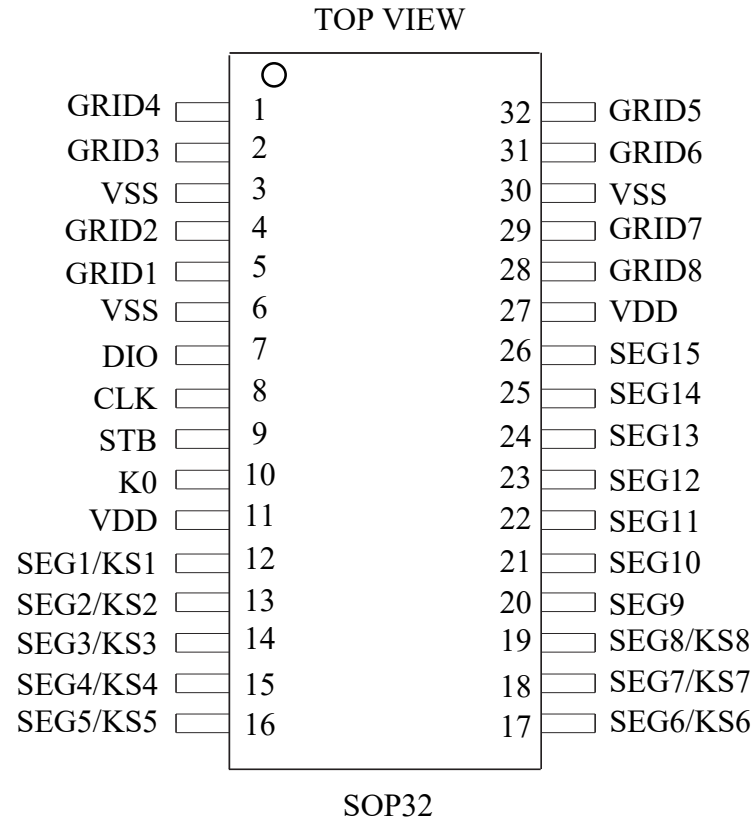 TOP VIEW
GRID4 1 32 GRID5
GRID3 2 31 GRID6
VSS 3 30 VSS
GRID2 4 29 GRID7
GRID1 5 28 GRID8
VSS 6 27 VDD
DIO 7 26 SEG15
CLK 8 25 SEG14
STB 9 24 SEG13
K0 10 23 SEG12
VDD 11 22 SEG11
SEG1/KS1 12 21 SEG10
SEG2/KS2 13 20 SEG9
SEG3/KS3 14 19 SEG8/KS8
SEG4/KS4 15 18 SEG7/KS7
SEG5/KS5 16 17 SEG6/KS6
SOP32